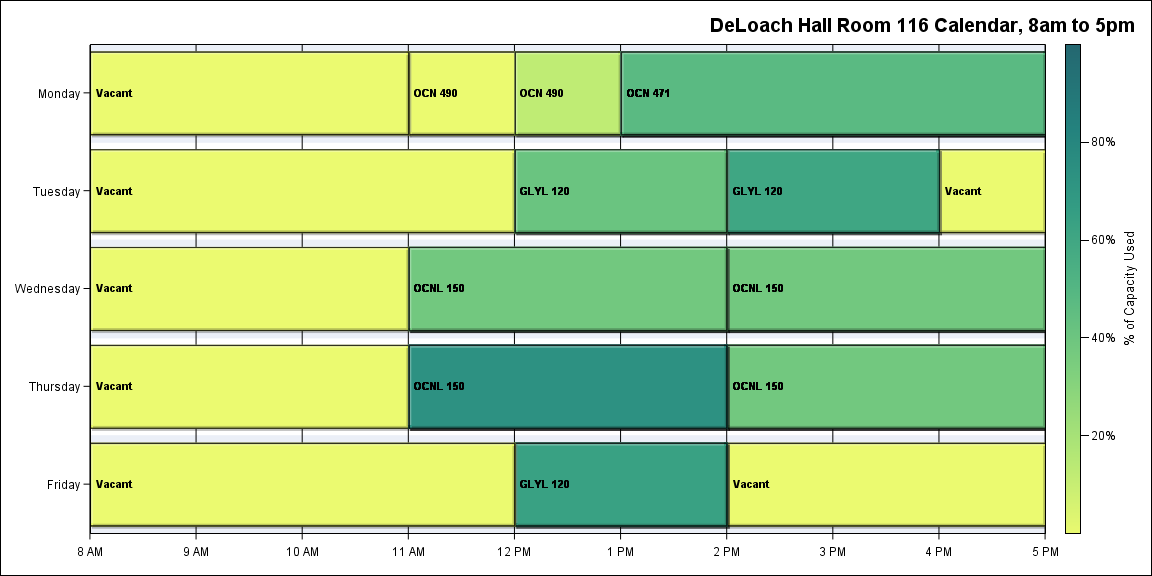 DeLoach Hall Room 116 Calendar, 8am to 5pm
Monday
Vacant
OCN 490
OCN 490
OCN 471
Tuesday
Vacant
GLYL 120
GLYL 120
Vacant
Wednesday
Vacant
OCNL 150
OCNL 150
Thursday
Vacant
OCNL 150
OCNL 150
Friday
Vacant
GLYL 120
Vacant
8 AM
9 AM
10 AM
11 AM
12 PM
1 PM
2 PM
3 PM
4 PM
5 PM
80%
60%
40%
20%
% of Capacity Used